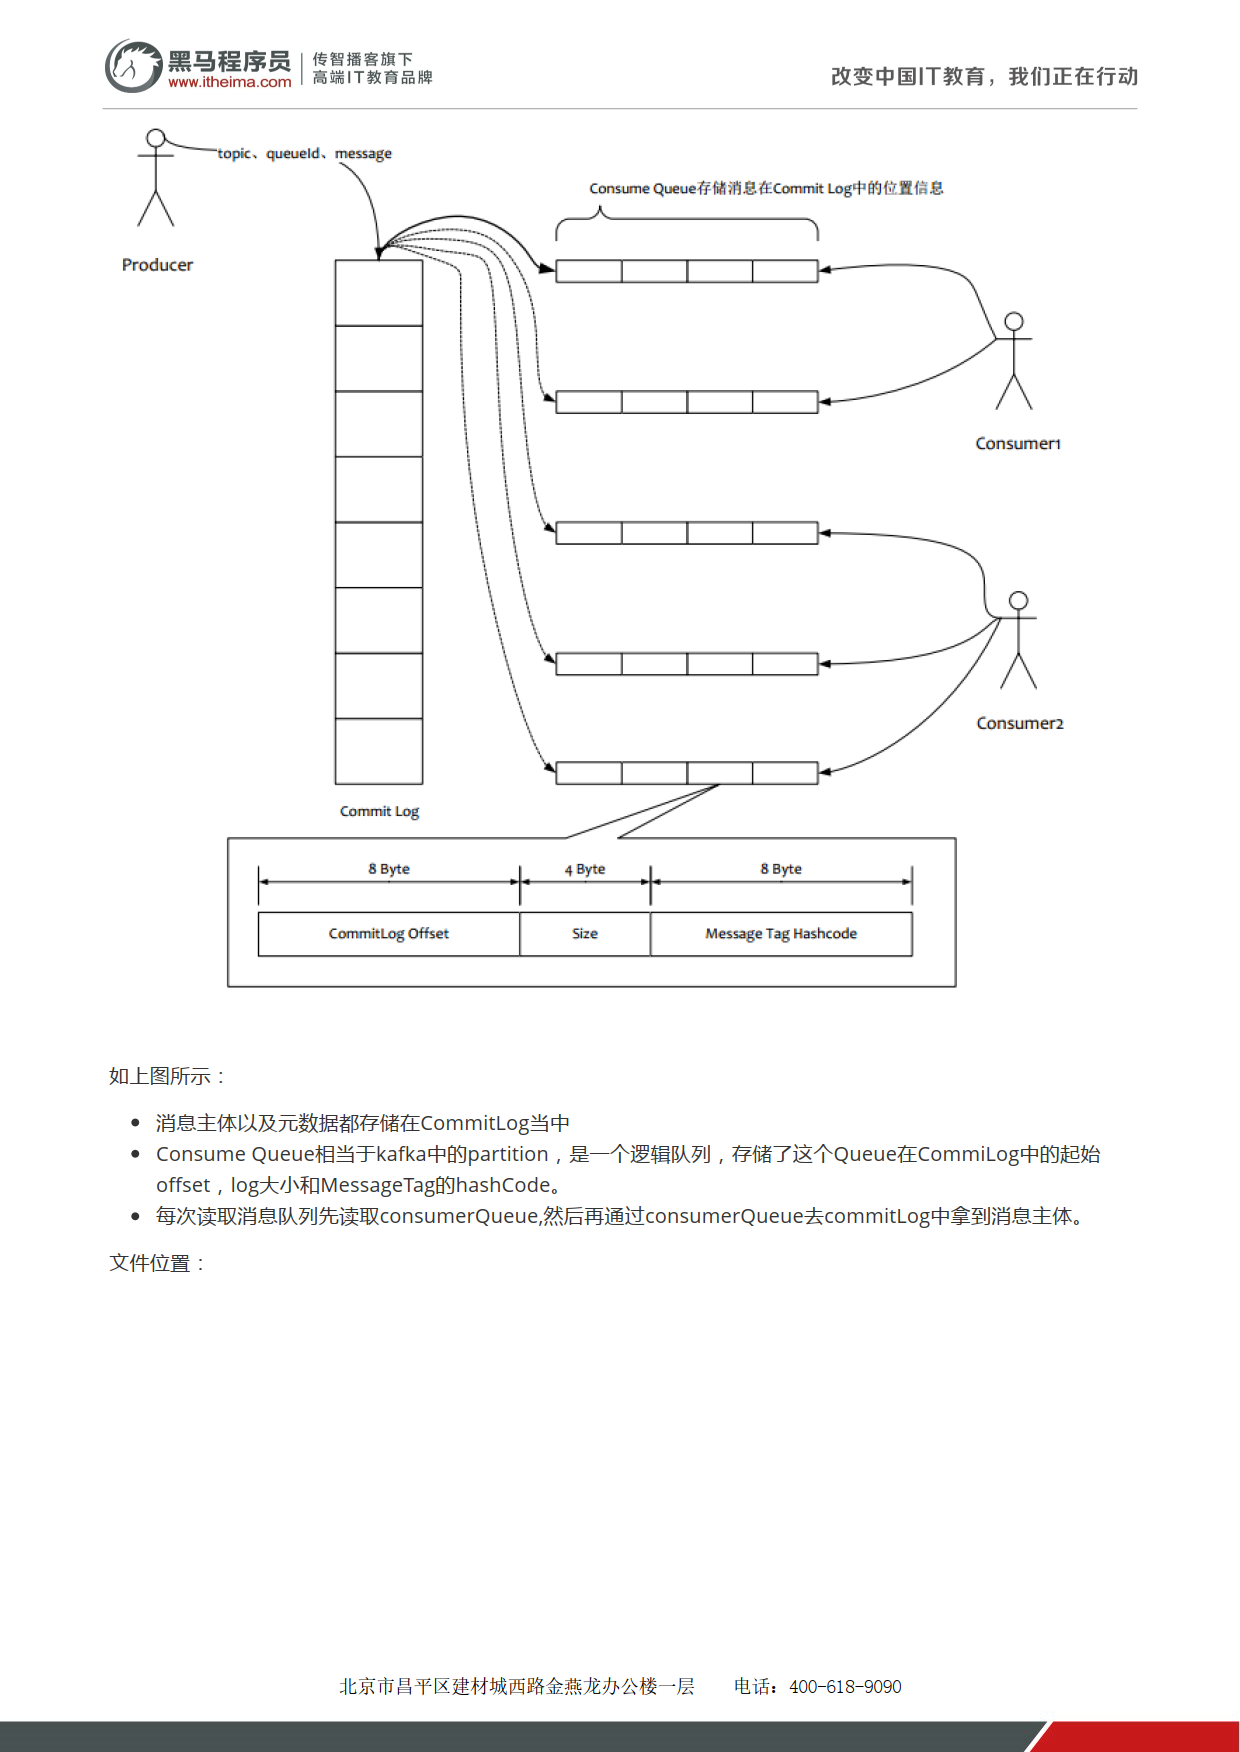 黑马程序员
www.itheima.com
传智播客旗下
高端IT教育品牌
改变中国IT教育，我们正在行动
topic、queueId、message
Consume Queue存储消息在Commit Log中的位置信息
Producer
Consumer1
Consumer2
Commit Log
8 Byte
4 Byte
8 Byte
CommitLog Offset
Size
Message Tag Hashcode
如上图所示：
消息主体以及元数据都存储在CommitLog当中
Consume Queue相当于kafka中的partition，是一个逻辑队列，存储了这个Queue在CommiLog中的起始
offset，log大小和MessageTag的hashCode。
每次读取消息队列先读取consumerQueue,然后再通过consumerQueue去commitLog中拿到消息主体。
文件位置：
北京市昌平区建材城西路金燕龙办公楼一层 电话：400-618-9090